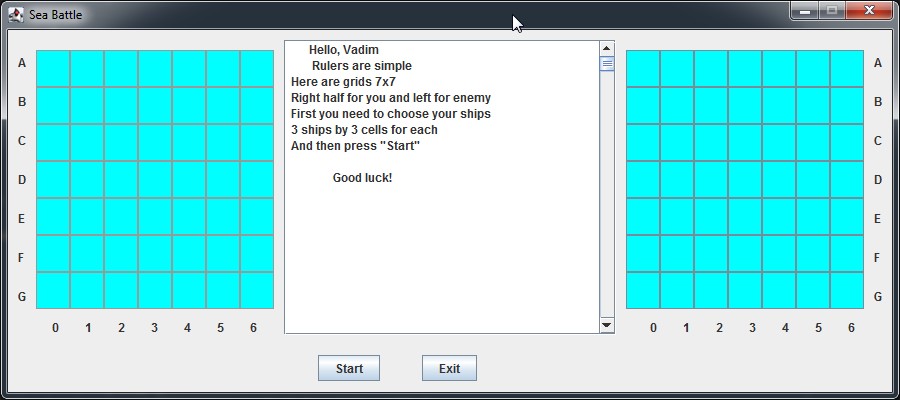 Sea Battle
A
B
C
D
E
F
G
0 1 2 3 4 5 6
Hello, Vadim
Rulers are simple
Here are grids 7x7
Right half for you and left for enemy
First you need to choose your ships
3 ships by 3 cells for each
And then press "Start"
Good luck!
A
B
C
D
E
F
G
0 1 2 3 4 5 6
Start
Exit